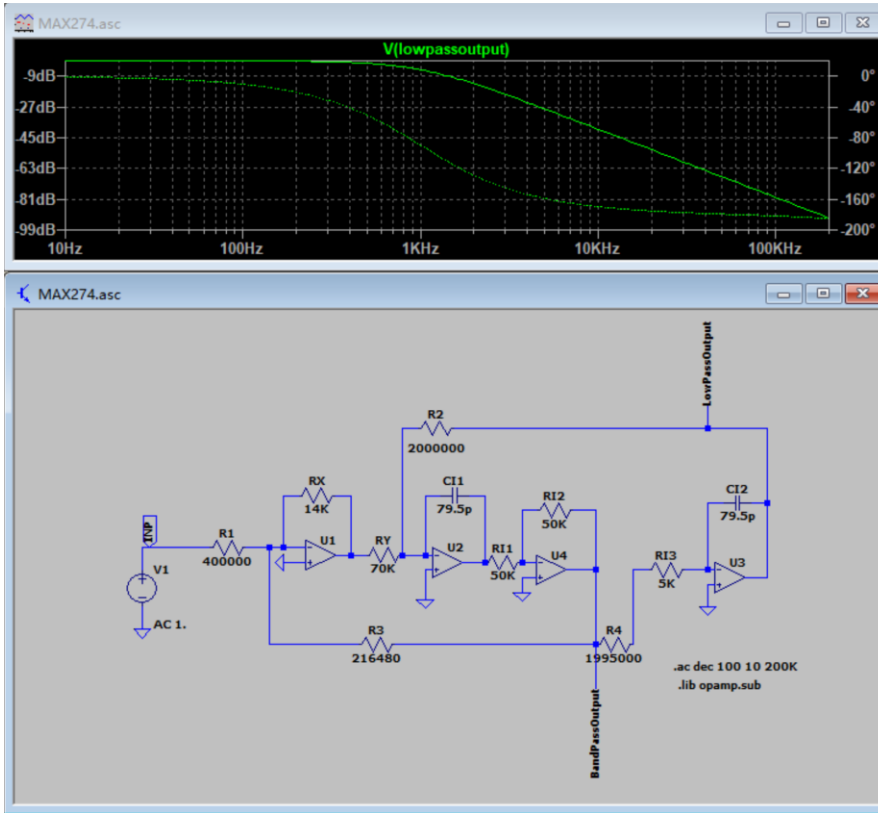 MAX274.asc
V(lowpassoutput)
-9dB
-27dB
-45dB
-63dB
-81dB
-99dB
0°
-40°
-80°
-120°
-160°
-200°
10Hz 100Hz 1KHz 10KHz 100KHz
MAX274.asc
LowPassOutput
R2
2000000
RX
14K
CI1
79.5p
RI2
50K
CI2
79.5p
INP
R1
400000
U1
RY
70K
U2
RI1
50K
U4
RI3
5K
U3
V1
AC 1.
R3
216480
R4
1995000
.ac dec 100 10 200K
.lib opamp.sub
BandPassOutput